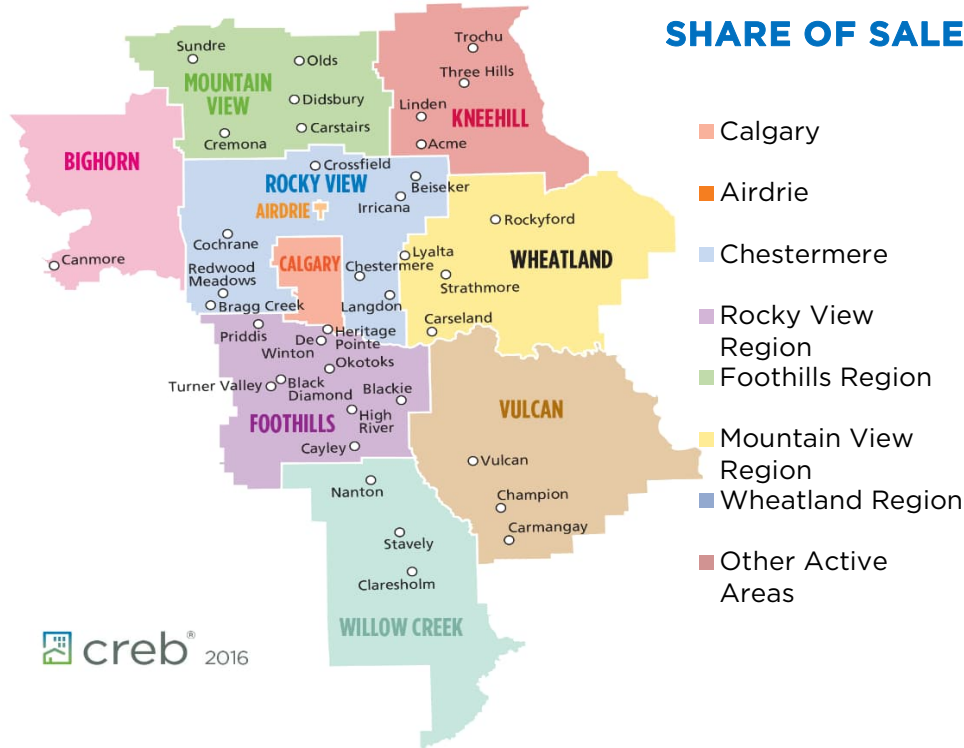 SHARE OF SALE
Sundre
Olds
MOUNTAIN
VIEW
Didsbury
Carstairs
Cremona
Trochu
Three Hills
Linden
KNEEHILL
Acme
BIGHORN
Canmore
Crossfield
ROCKY VIEW
Beiseker
Irricana
AIRDRIE
Cochrane
CALGARY
Chestermere
Redwood
Meadows
Bragg Creek
Langdon
Rockyford
Lyalta
WHEATLAND
Strathmore
Carseland
Priddis
De
Winton
Heritage
Pointe
Okotoks
Turner Valley
Black
Diamond
Blackie
FOOTHILLS
High
River
Cayley
VULCAN
Vulcan
Champion
Carmangay
Nanton
Stavely
Claresholm
WILLOW CREEK
creb® 2016
Calgary
Airdrie
Chestermere
Rocky View
Region
Foothills Region
Mountain View
Region
Wheatland Region
Other Active
Areas